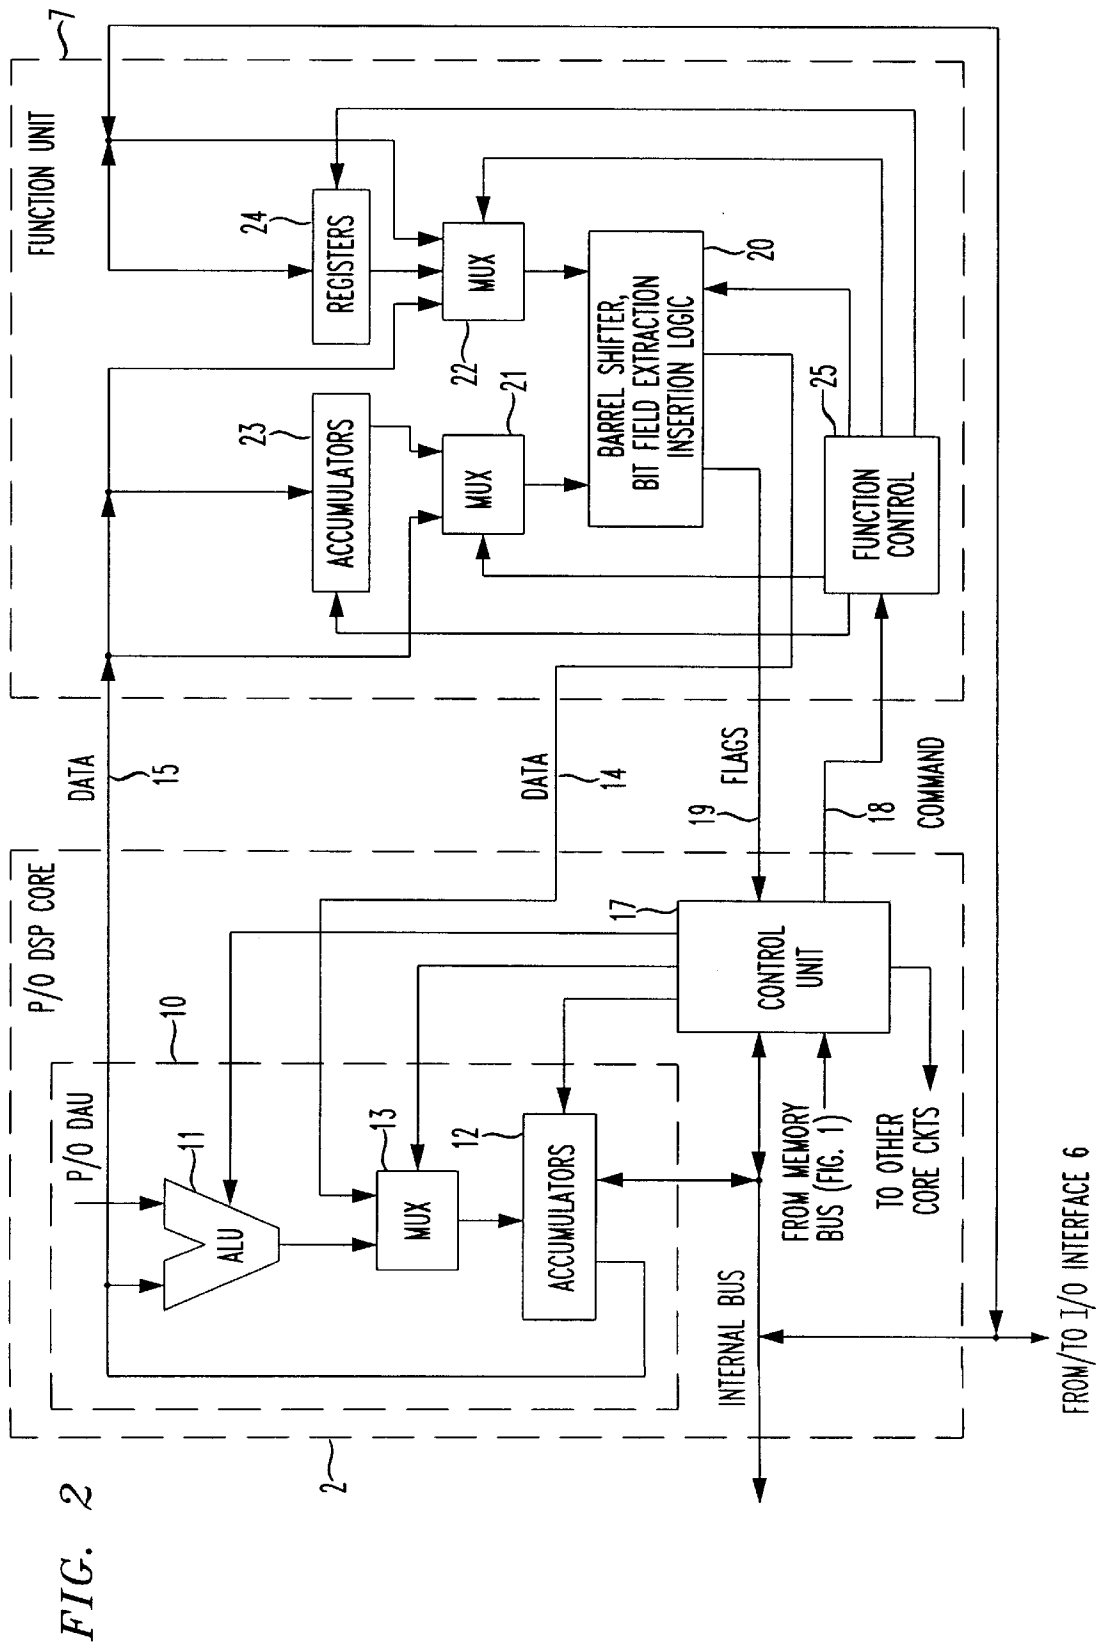 FIG. 2
2
P/O DSP CORE
P/O DAU
10
11
ALU
13
MUX
12
ACCUMULATORS
17
CONTROL
UNIT
INTERNAL BUS
FROM MEMORY
BUS (FIG. 1)
TO OTHER
CORE CKTS
FROM/TO I/O INTERFACE 6
DATA
15
DATA
14
FLAGS
19
18
COMMAND
FUNCTION UNIT
7
23
ACCUMULATORS
24
REGISTERS
21
MUX
22
MUX
BARREL SHIFTER,
BIT FIELD EXTRACTION
INSERTION LOGIC
20
25
FUNCTION
CONTROL